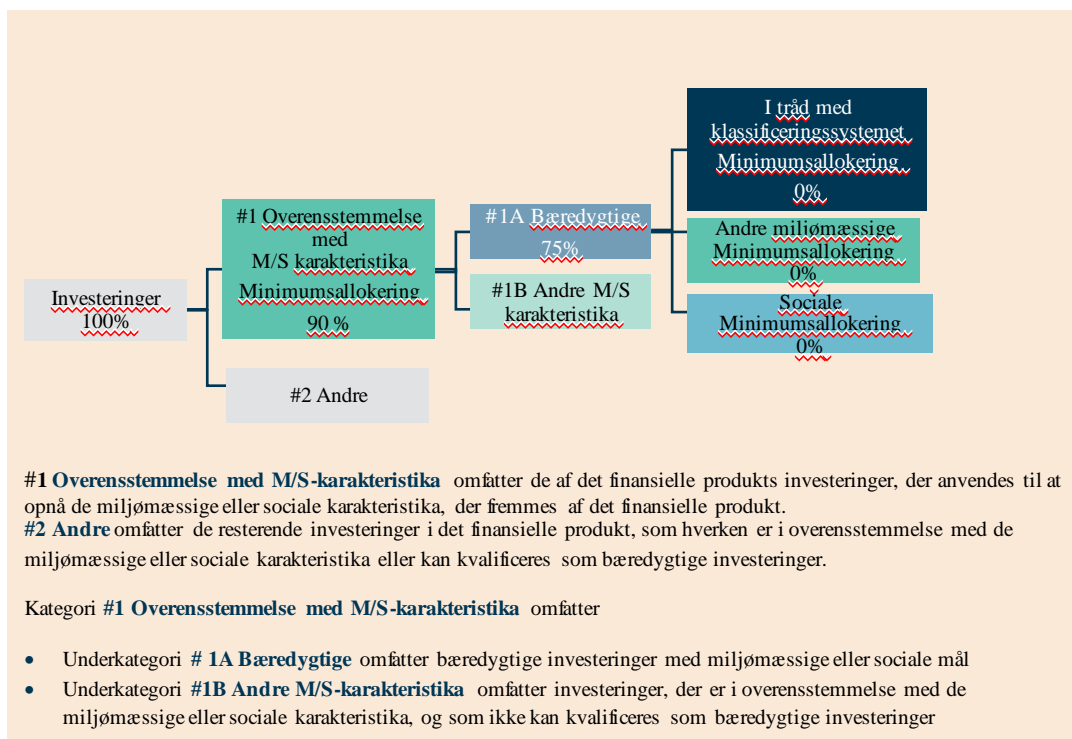 Investeringer
100%
#1 Overensstemmelse
med
M/S karakteristika
Minimumsallokering
90 %
#2 Andre
#1A Bæredygtige
75%
#1B Andre M/S
karakteristika
I tråd med
klassificeringssystemet
Minimumsallokering
0%
Andre miljømæssige
Minimumsallokering
0%
Sociale
Minimumsallokering
0%
#1 Overensstemmelse med M/S-karakteristika omfatter de af det finansielle produkts investeringer, der anvendes til at
opnå de miljømæssige eller sociale karakteristika, der fremmes af det finansielle produkt.
#2 Andre omfatter de resterende investeringer i det finansielle produkt, som hverken er i overensstemmelse med de
miljømæssige eller sociale karakteristika eller kan kvalificeres som bæredygtige investeringer.
Kategori #1 Overensstemmelse med M/S-karakteristika omfatter
• Underkategori # 1A Bæredygtige omfatter bæredygtige investeringer med miljømæssige eller sociale mål
• Underkategori #1B Andre M/S-karakteristika omfatter investeringer, der er i overensstemmelse med de
miljømæssige eller sociale karakteristika, og som ikke kan kvalificeres som bæredygtige investeringer